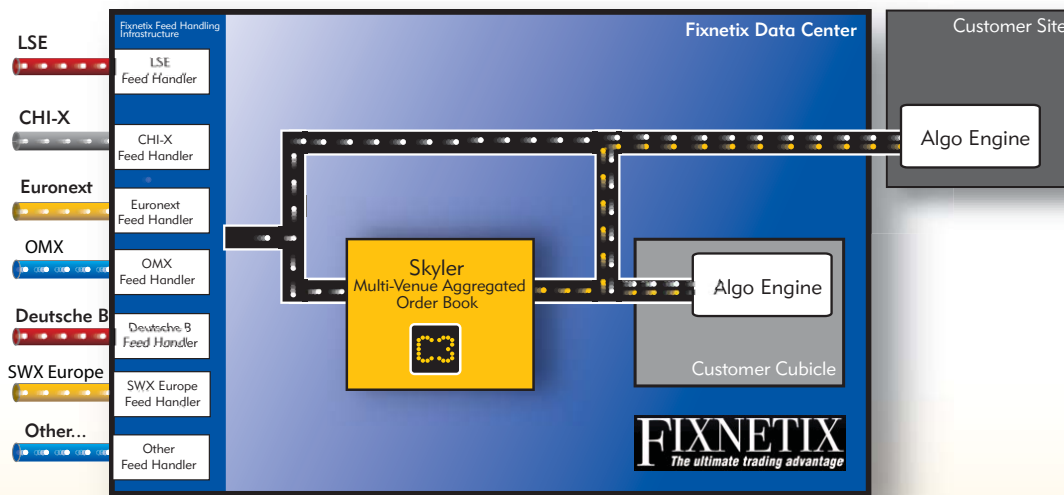 Fixnetix Feed Handling
Infrastructure
Fixnetix Data Center
Customer Site
LSE
LSE
Feed Handler
CHI-X
CHI-X
Feed Handler
Algo Engine
Euronext
Euronext
Feed Handler
OMX
OMX
Feed Handler
Skyler
Multi-Venue Aggregated
Order Book
C3
Algo Engine
Customer Cubicle
Deutsche B
Deutsche B
Feed Handler
SWX Europe
SWX Europe
Feed Handler
Other...
Other
Feed Handler
FIXNETIX
The ultimate trading advantage